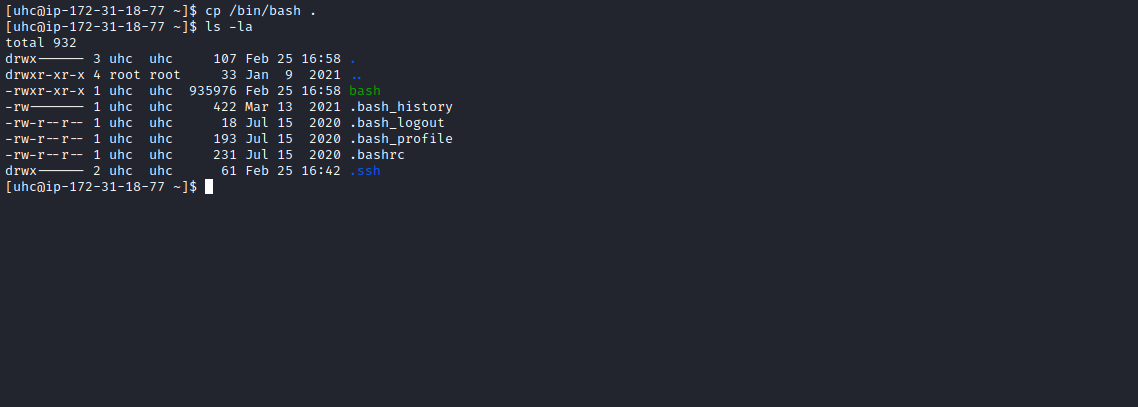 [uhc@ip-172-31-18-77 ~]$ cp /bin/bash .
[uhc@ip-172-31-18-77 ~]$ ls -la
total 932
drwx------ 3 uhc  uhc     107 Feb 25 16:58 .
drwxr-xr-x 4 root root     33 Jan  9  2021 ..
-rwxr-xr-x 1 uhc  uhc  935976 Feb 25 16:58 bash
-rw------- 1 uhc  uhc     422 Mar 13  2021 .bash_history
-rw-r--r-- 1 uhc  uhc      18 Jul 15  2020 .bash_logout
-rw-r--r-- 1 uhc  uhc     193 Jul 15  2020 .bash_profile
-rw-r--r-- 1 uhc  uhc     231 Jul 15  2020 .bashrc
drwx------ 2 uhc  uhc      61 Feb 25 16:42 .ssh
[uhc@ip-172-31-18-77 ~]$